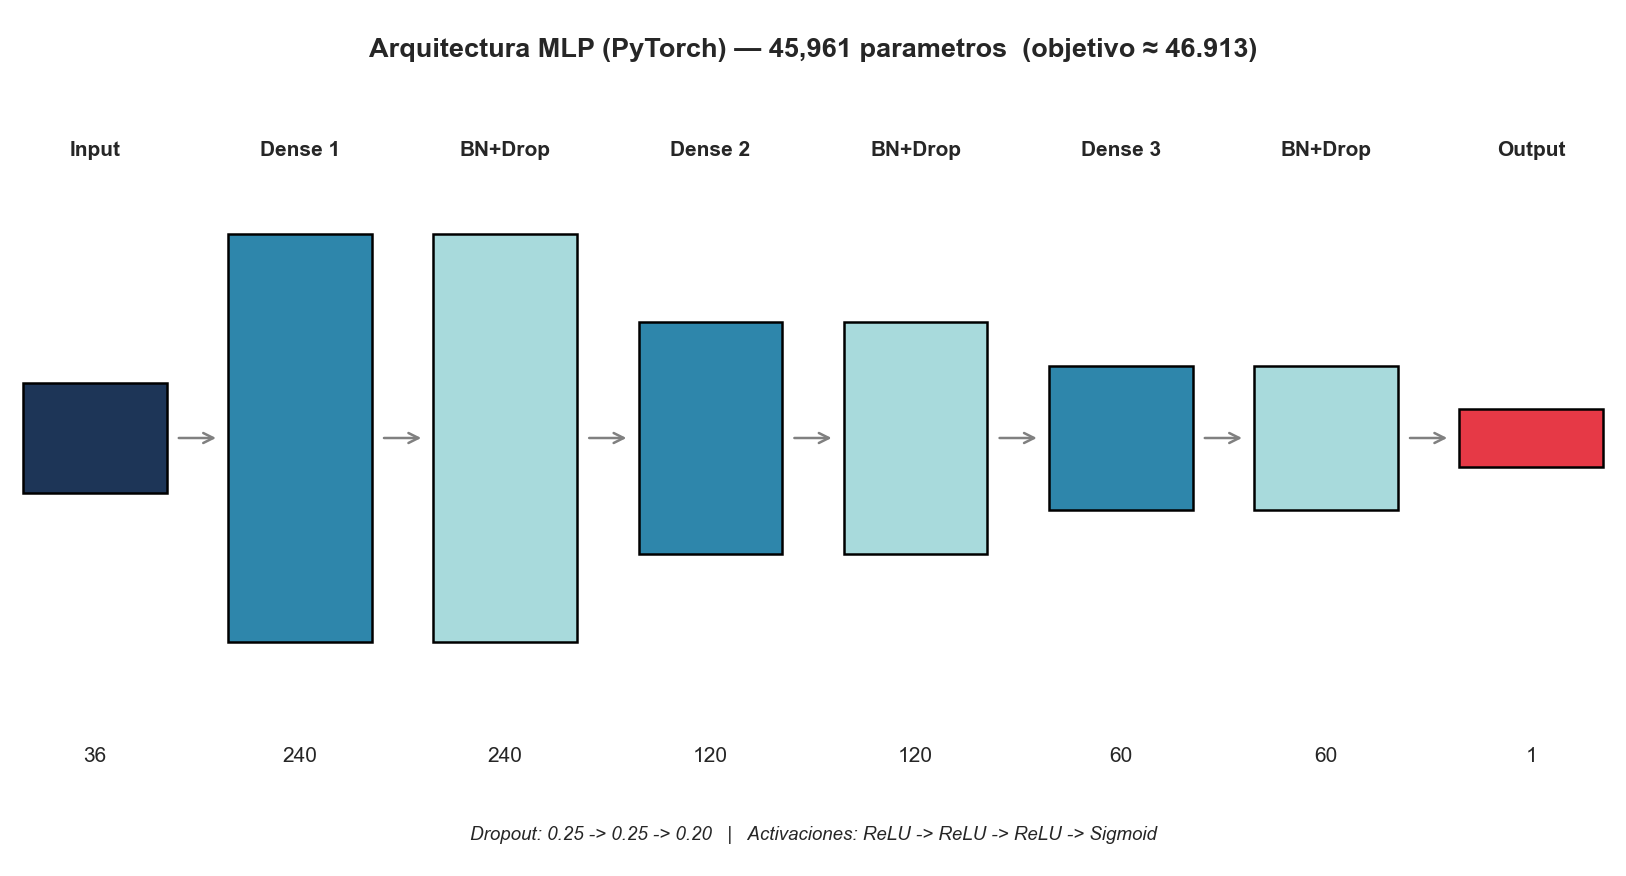 Arquitectura MLP (PyTorch) — 45,961 parametros (objetivo ≈ 46.913)
Input Dense 1 BN+Drop Dense 2 BN+Drop Dense 3 BN+Drop Output
36 240 240 120 120 60 60 1
Dropout: 0.25 -> 0.25 -> 0.20 | Activaciones: ReLU -> ReLU -> ReLU -> Sigmoid